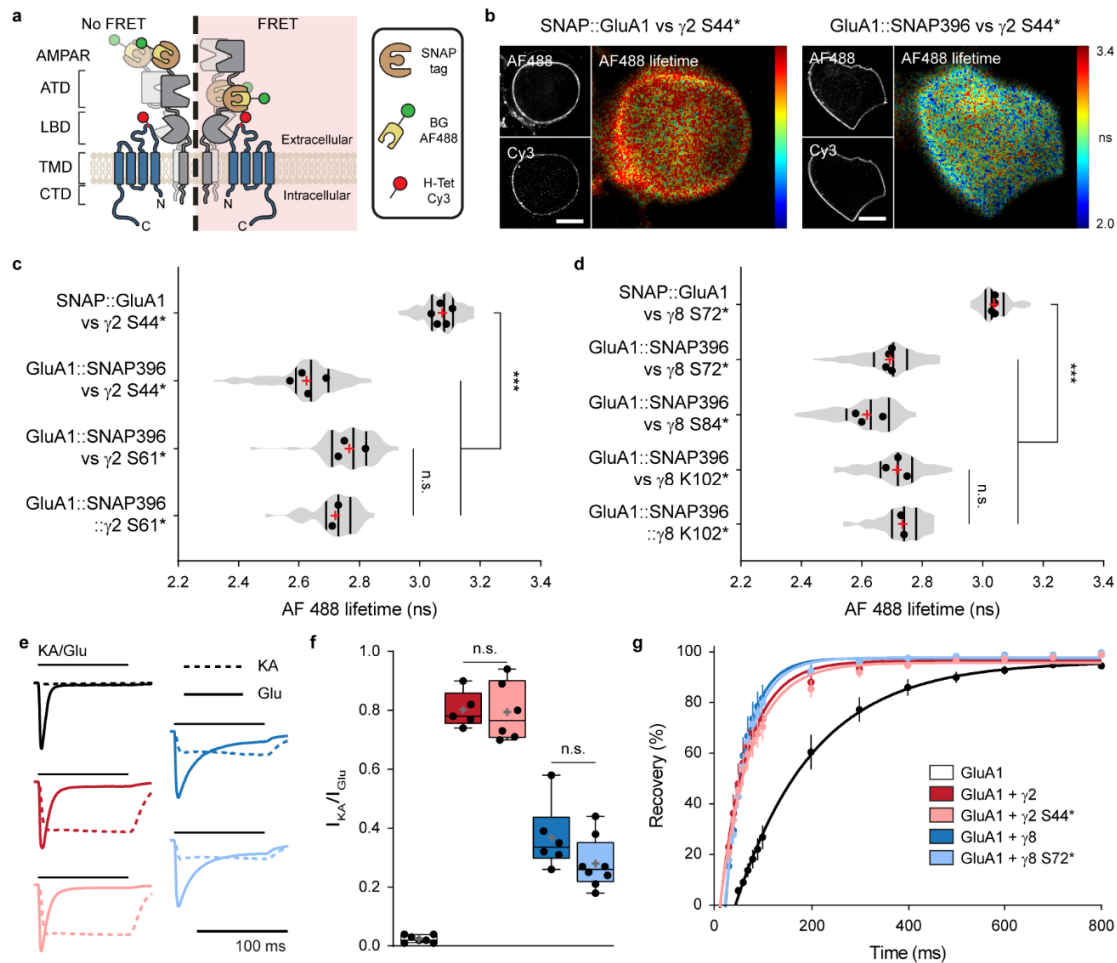 a
No FRET
FRET
AMPAR
ATD
LBD
TMD
CTD
Extracellular
Intracellular
N
N
C
C
SNAP
tag
BG
AF488
H-Tet
Cy3
b
SNAP::GluA1 vs γ2 S44*
GluA1::SNAP396 vs γ2 S44*
AF488
AF488 lifetime
Cy3
AF488
AF488 lifetime
Cy3
3.4
ns
2.0
c
SNAP::GluA1
vs γ2 S44*
GluA1::SNAP396
vs γ2 S44*
GluA1::SNAP396
vs γ2 S61*
GluA1::SNAP396
::γ2 S61*
n.s.
***
2.2 2.4 2.6 2.8 3.0 3.2 3.4
AF 488 lifetime (ns)
d
SNAP::GluA1
vs γ8 S72*
GluA1::SNAP396
vs γ8 S72*
GluA1::SNAP396
vs γ8 S84*
GluA1::SNAP396
vs γ8 K102*
GluA1::SNAP396
::γ8 K102*
n.s.
***
2.2 2.4 2.6 2.8 3.0 3.2 3.4
AF 488 lifetime (ns)
e
KA/Glu
KA
Glu
100 ms
f
I_KA/I_Glu
1.0
0.8
0.6
0.4
0.2
0.0
n.s.
n.s.
g
Recovery (%)
100
80
60
40
20
0
GluA1
GluA1 + γ2
GluA1 + γ2 S44*
GluA1 + γ8
GluA1 + γ8 S72*
0 200 400 600 800
Time (ms)